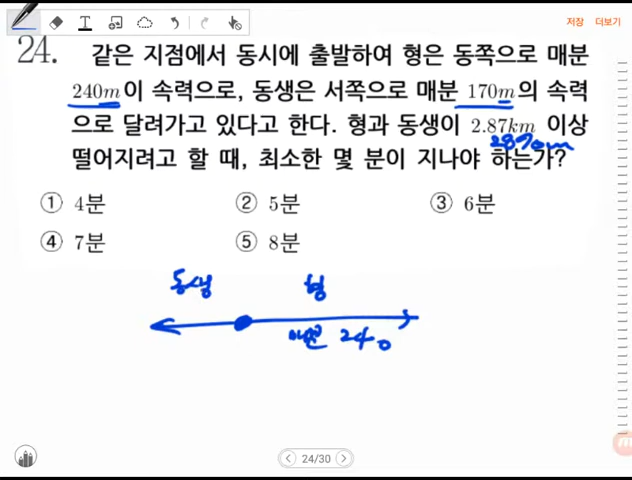 저장 더보기
24. 같은 지점에서 동시에 출발하여 형은 동쪽으로 매분
240m이 속력으로, 동생은 서쪽으로 매분 170m의 속력
으로 달려가고 있다고 한다. 형과 동생이 2.87km 이상
2870m
떨어지려고 할 때, 최소한 몇 분이 지나야 하는가?
① 4분 ② 5분 ③ 6분
④ 7분 ⑤ 8분
동생 형
매분 240
24/30